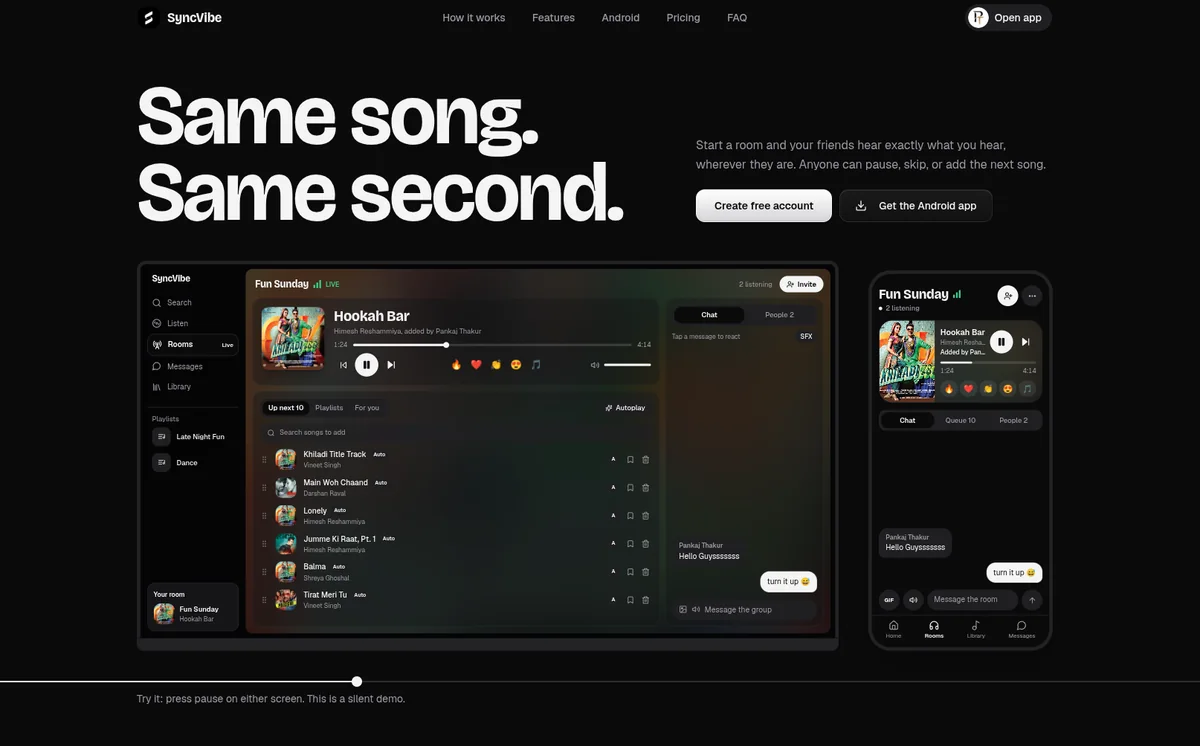 SyncVibe
How it works
Features
Android
Pricing
FAQ
Open app
Same song.
Same second.
Start a room and your friends hear exactly what you hear,
wherever they are. Anyone can pause, skip, or add the next song.
Create free account
Get the Android app
SyncVibe
Search
Listen
Rooms Live
Messages
Library
Playlists
Late Night Fun
Dance
Your room
Fun Sunday
Hookah Bar
Fun Sunday LIVE
2 listening
Invite
Hookah Bar
Himesh Reshammiya, added by Pankaj Thakur
1:24
4:14
Up next 10
Playlists
For you
Autoplay
Search songs to add
Khiladi Title Track Auto
Vineet Singh
A
Main Woh Chaand Auto
Darshan Raval
A
Lonely Auto
Himesh Reshammiya
A
Jumme Ki Raat, Pt. 1 Auto
Himesh Reshammiya
A
Balma Auto
Shreya Ghoshal
A
Tirat Meri Tu Auto
Vineet Singh
A
Chat
People 2
Tap a message to react
SFX
Pankaj Thakur
Hello Guysssssss
turn it up 😅
Message the group
Fun Sunday
2 listening
Hookah Bar
Himesh Resha...
Added by Pan...
1:24
4:14
Chat
Queue 10
People 2
Pankaj Thakur
Hello Guysssssss
turn it up 😅
GIF
Message the room
Home
Rooms
Library
Messages
Try it: press pause on either screen. This is a silent demo.